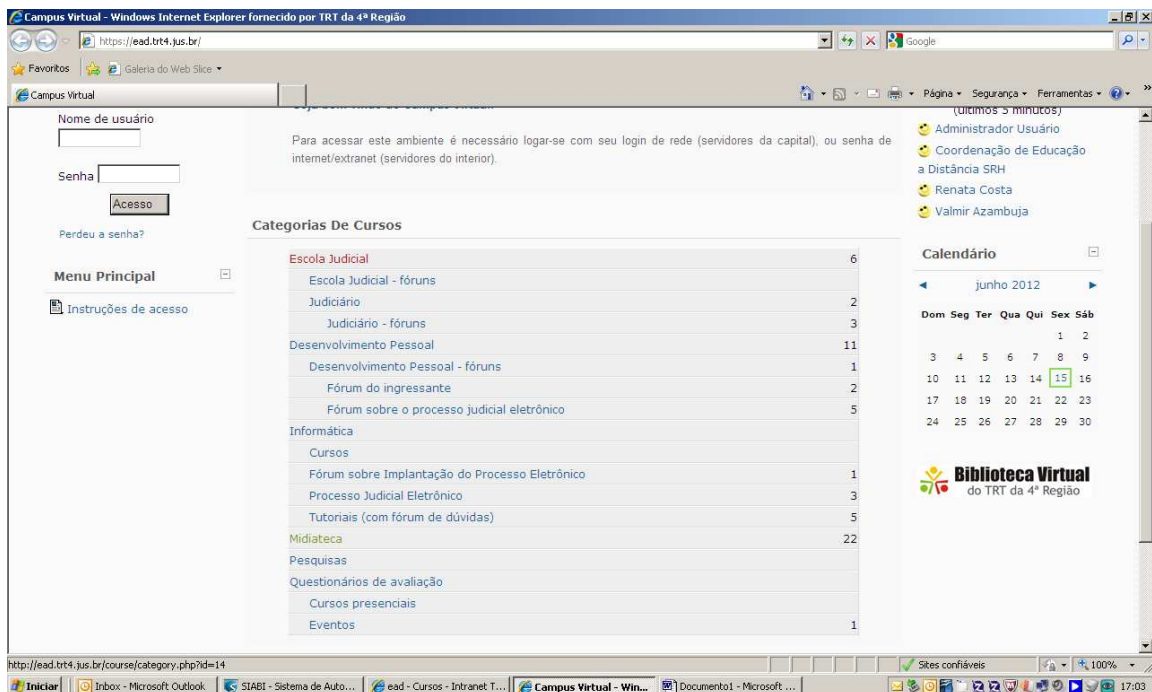 Campus Virtual - Windows Internet Explorer fornecido por TRT da 4ª Região
https://ead.trt4.jus.br/
Google
Favoritos
Galeria do Web Slice
Campus Virtual
Página
Segurança
Ferramentas
Nome de usuário
Senha
Acesso
Perdeu a senha?
Menu Principal
Instruções de acesso
Para acessar este ambiente é necessário logar-se com seu login de rede (servidores da capital), ou senha de
internet/extranet (servidores do interior).
Categorias De Cursos
Escola Judicial 6
Escola Judicial - fóruns
Judiciário 2
Judiciário - fóruns 3
Desenvolvimento Pessoal 11
Desenvolvimento Pessoal - fóruns 1
Fórum do ingressante 2
Fórum sobre o processo judicial eletrônico 5
Informática
Cursos
Fórum sobre Implantação do Processo Eletrônico 1
Processo Judicial Eletrônico 3
Tutoriais (com fórum de dúvidas) 5
Midiateca 22
Pesquisas
Questionários de avaliação
Cursos presenciais
Eventos 1
(últimos 5 minutos)
Administrador Usuário
Coordenação de Educação
a Distância SRH
Renata Costa
Valmir Azambuja
Calendário
junho 2012
Dom Seg Ter Qua Qui Sex Sáb
1 2
3 4 5 6 7 8 9
10 11 12 13 14 15 16
17 18 19 20 21 22 23
24 25 26 27 28 29 30
Biblioteca Virtual
do TRT da 4ª Região
http://ead.trt4.jus.br/course/category.php?id=14
Sites confiáveis
100%
Iniciar
Inbox - Microsoft Outlook
SIABI - Sistema de Auto...
ead - Cursos - Intranet T...
Campus Virtual - Win...
Documento1 - Microsoft ...
17:03